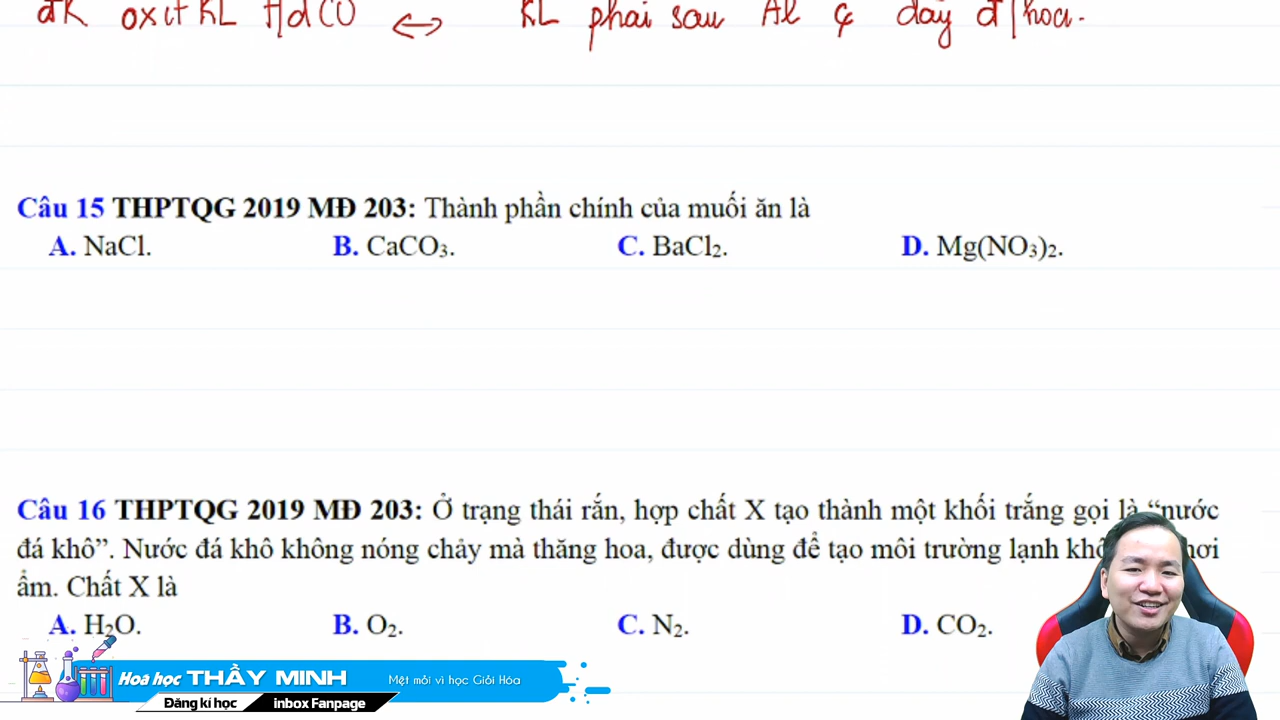 đK oxit KL t/d CO ⟺ KL phải sau Al ç dãy đ/hóa.
Câu 15 THPTQG 2019 MĐ 203: Thành phần chính của muối ăn là
A. NaCl. B. CaCO₃. C. BaCl₂. D. Mg(NO₃)₂.
Câu 16 THPTQG 2019 MĐ 203: Ở trạng thái rắn, hợp chất X tạo thành một khối trắng gọi là “nước
đá khô”. Nước đá khô không nóng chảy mà thăng hoa, được dùng để tạo môi trường lạnh
ẩm. Chất X là
A. H₂O. B. O₂. C. N₂. D. CO₂.
Hoá học THẦY MINH Mệt mỏi vì học Giỏi Hóa
Đăng kí học inbox Fanpage